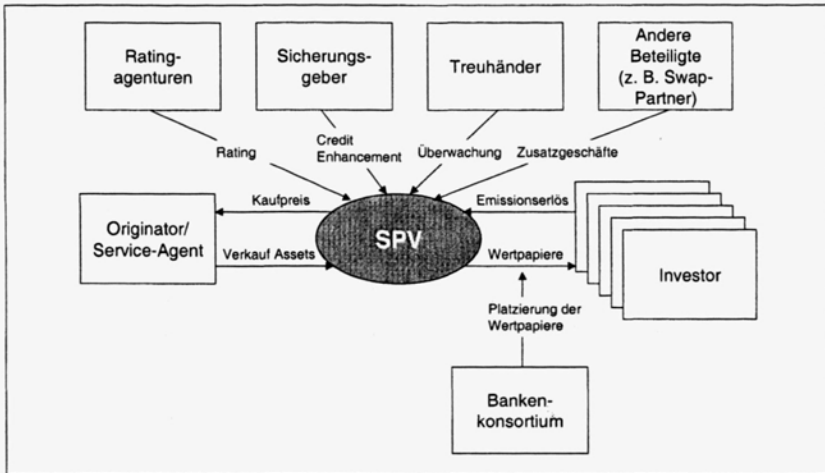 Rating-
agenturen
Sicherungs-
geber
Treuhänder
Andere
Beteiligte
(z. B. Swap-
Partner)
Rating
Credit
Enhancement
Überwachung
Zusatzgeschäfte
Originator/
Service-Agent
Kaufpreis
Verkauf Assets
SPV
Emissionserlös
Wertpapiere
Investor
Platzierung der
Wertpapiere
Banken-
konsortium